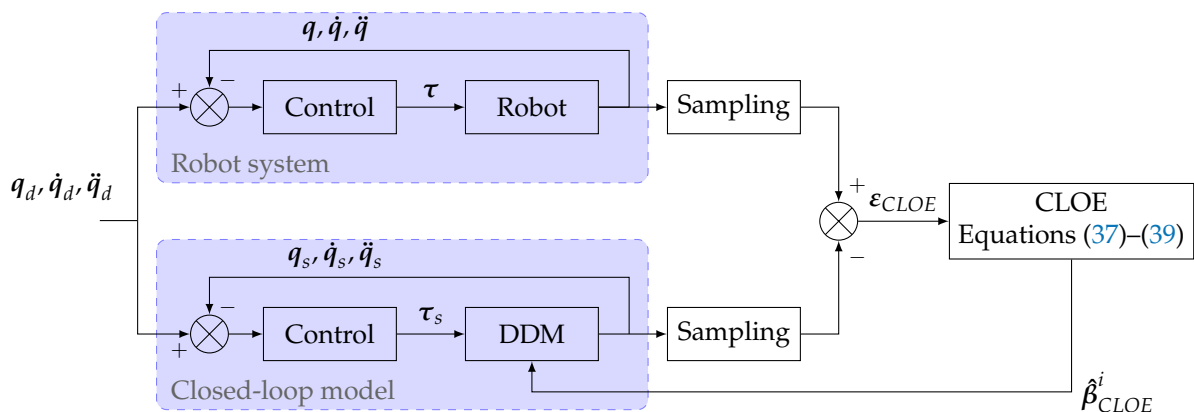 q, q̇, q̈
+
−
Control
τ
Robot
Sampling
Robot system
q_d, q̇_d, q̈_d
+
ε_CLOE
CLOE
Equations (37)–(39)
−
q_s, q̇_s, q̈_s
−
+
Control
τ_s
DDM
Sampling
Closed-loop model
β̂^i_CLOE